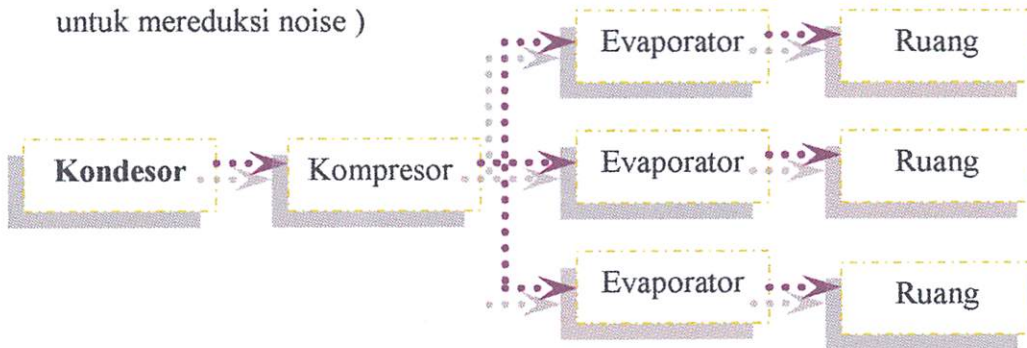 untuk mereduksi noise )
Evaporator
Ruang
Kondesor
Kompresor
Evaporator
Ruang
Evaporator
Ruang